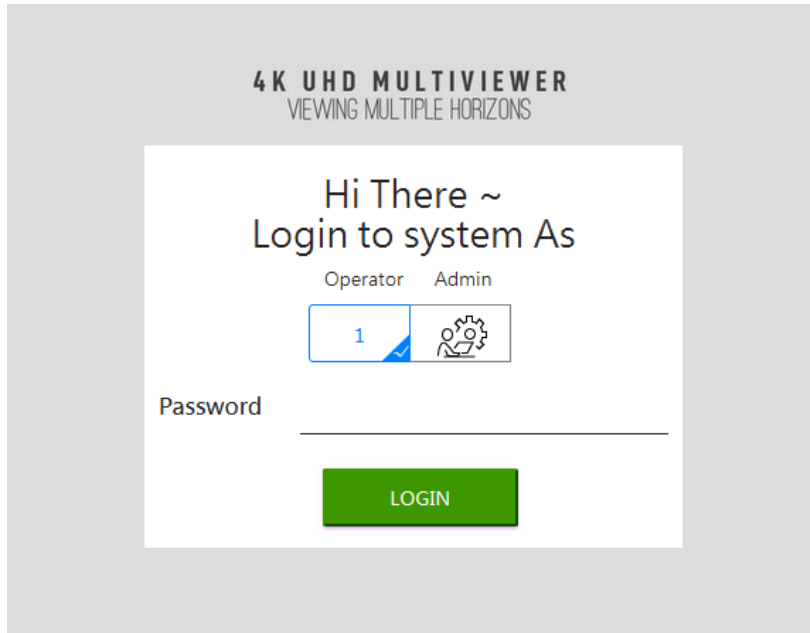 4K UHD MULTIVIEWER
VIEWING MULTIPLE HORIZONS
Hi There ~
Login to system As
Operator Admin
1
Password
LOGIN